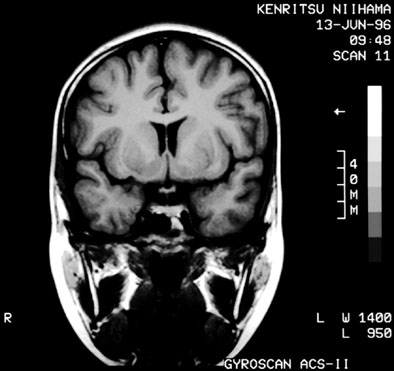 KENRITSU NIIHAMA
13-JUN-96
09:48
SCAN 11
←
4
0
M
M
R
L W 1400
L 950
GYROSCAN ACS-II